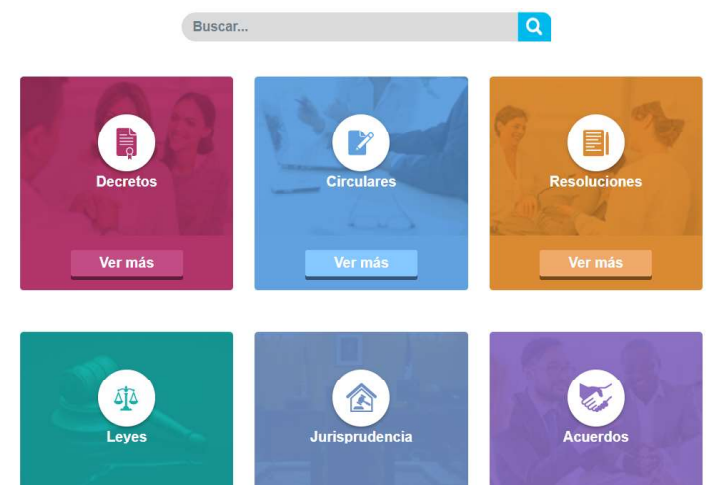 Buscar...
Decretos
Circulares
Resoluciones
Ver más
Ver más
Ver más
Leyes
Jurisprudencia
Acuerdos